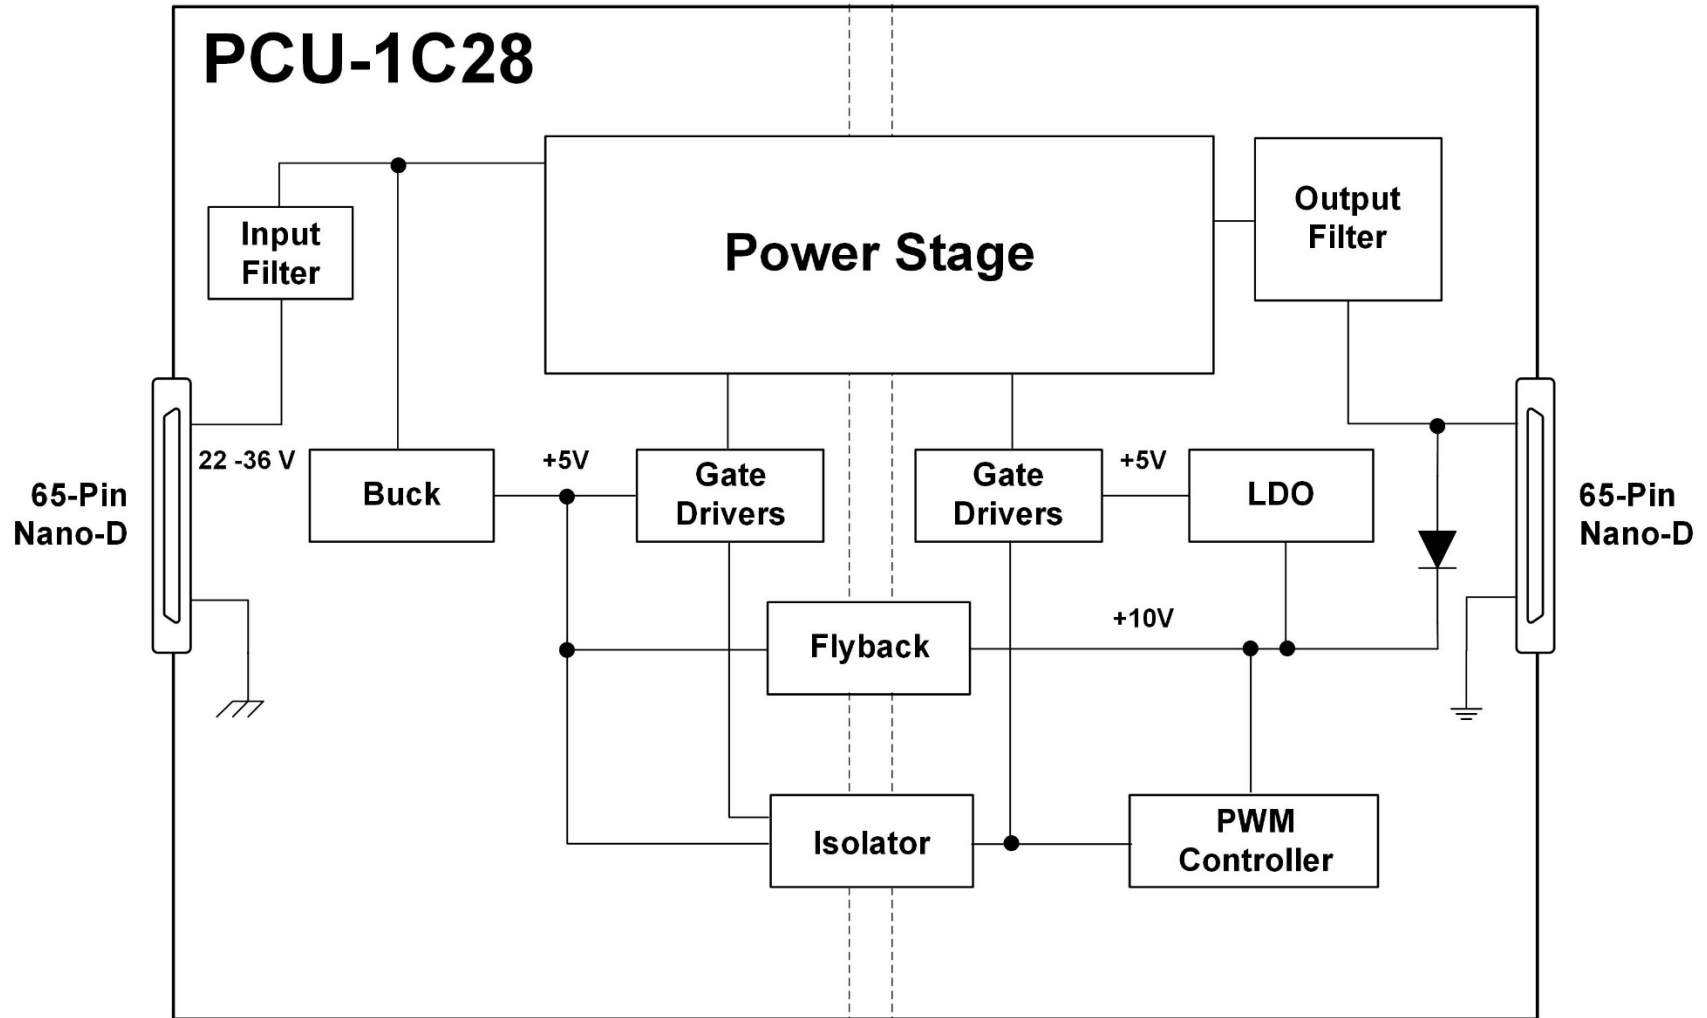 PCU-1C28
Input
Filter
Power Stage
Output
Filter
22 -36 V
65-Pin
Nano-D
Buck
+5V
Gate
Drivers
Gate
Drivers
+5V
LDO
65-Pin
Nano-D
Flyback
+10V
Isolator
PWM
Controller